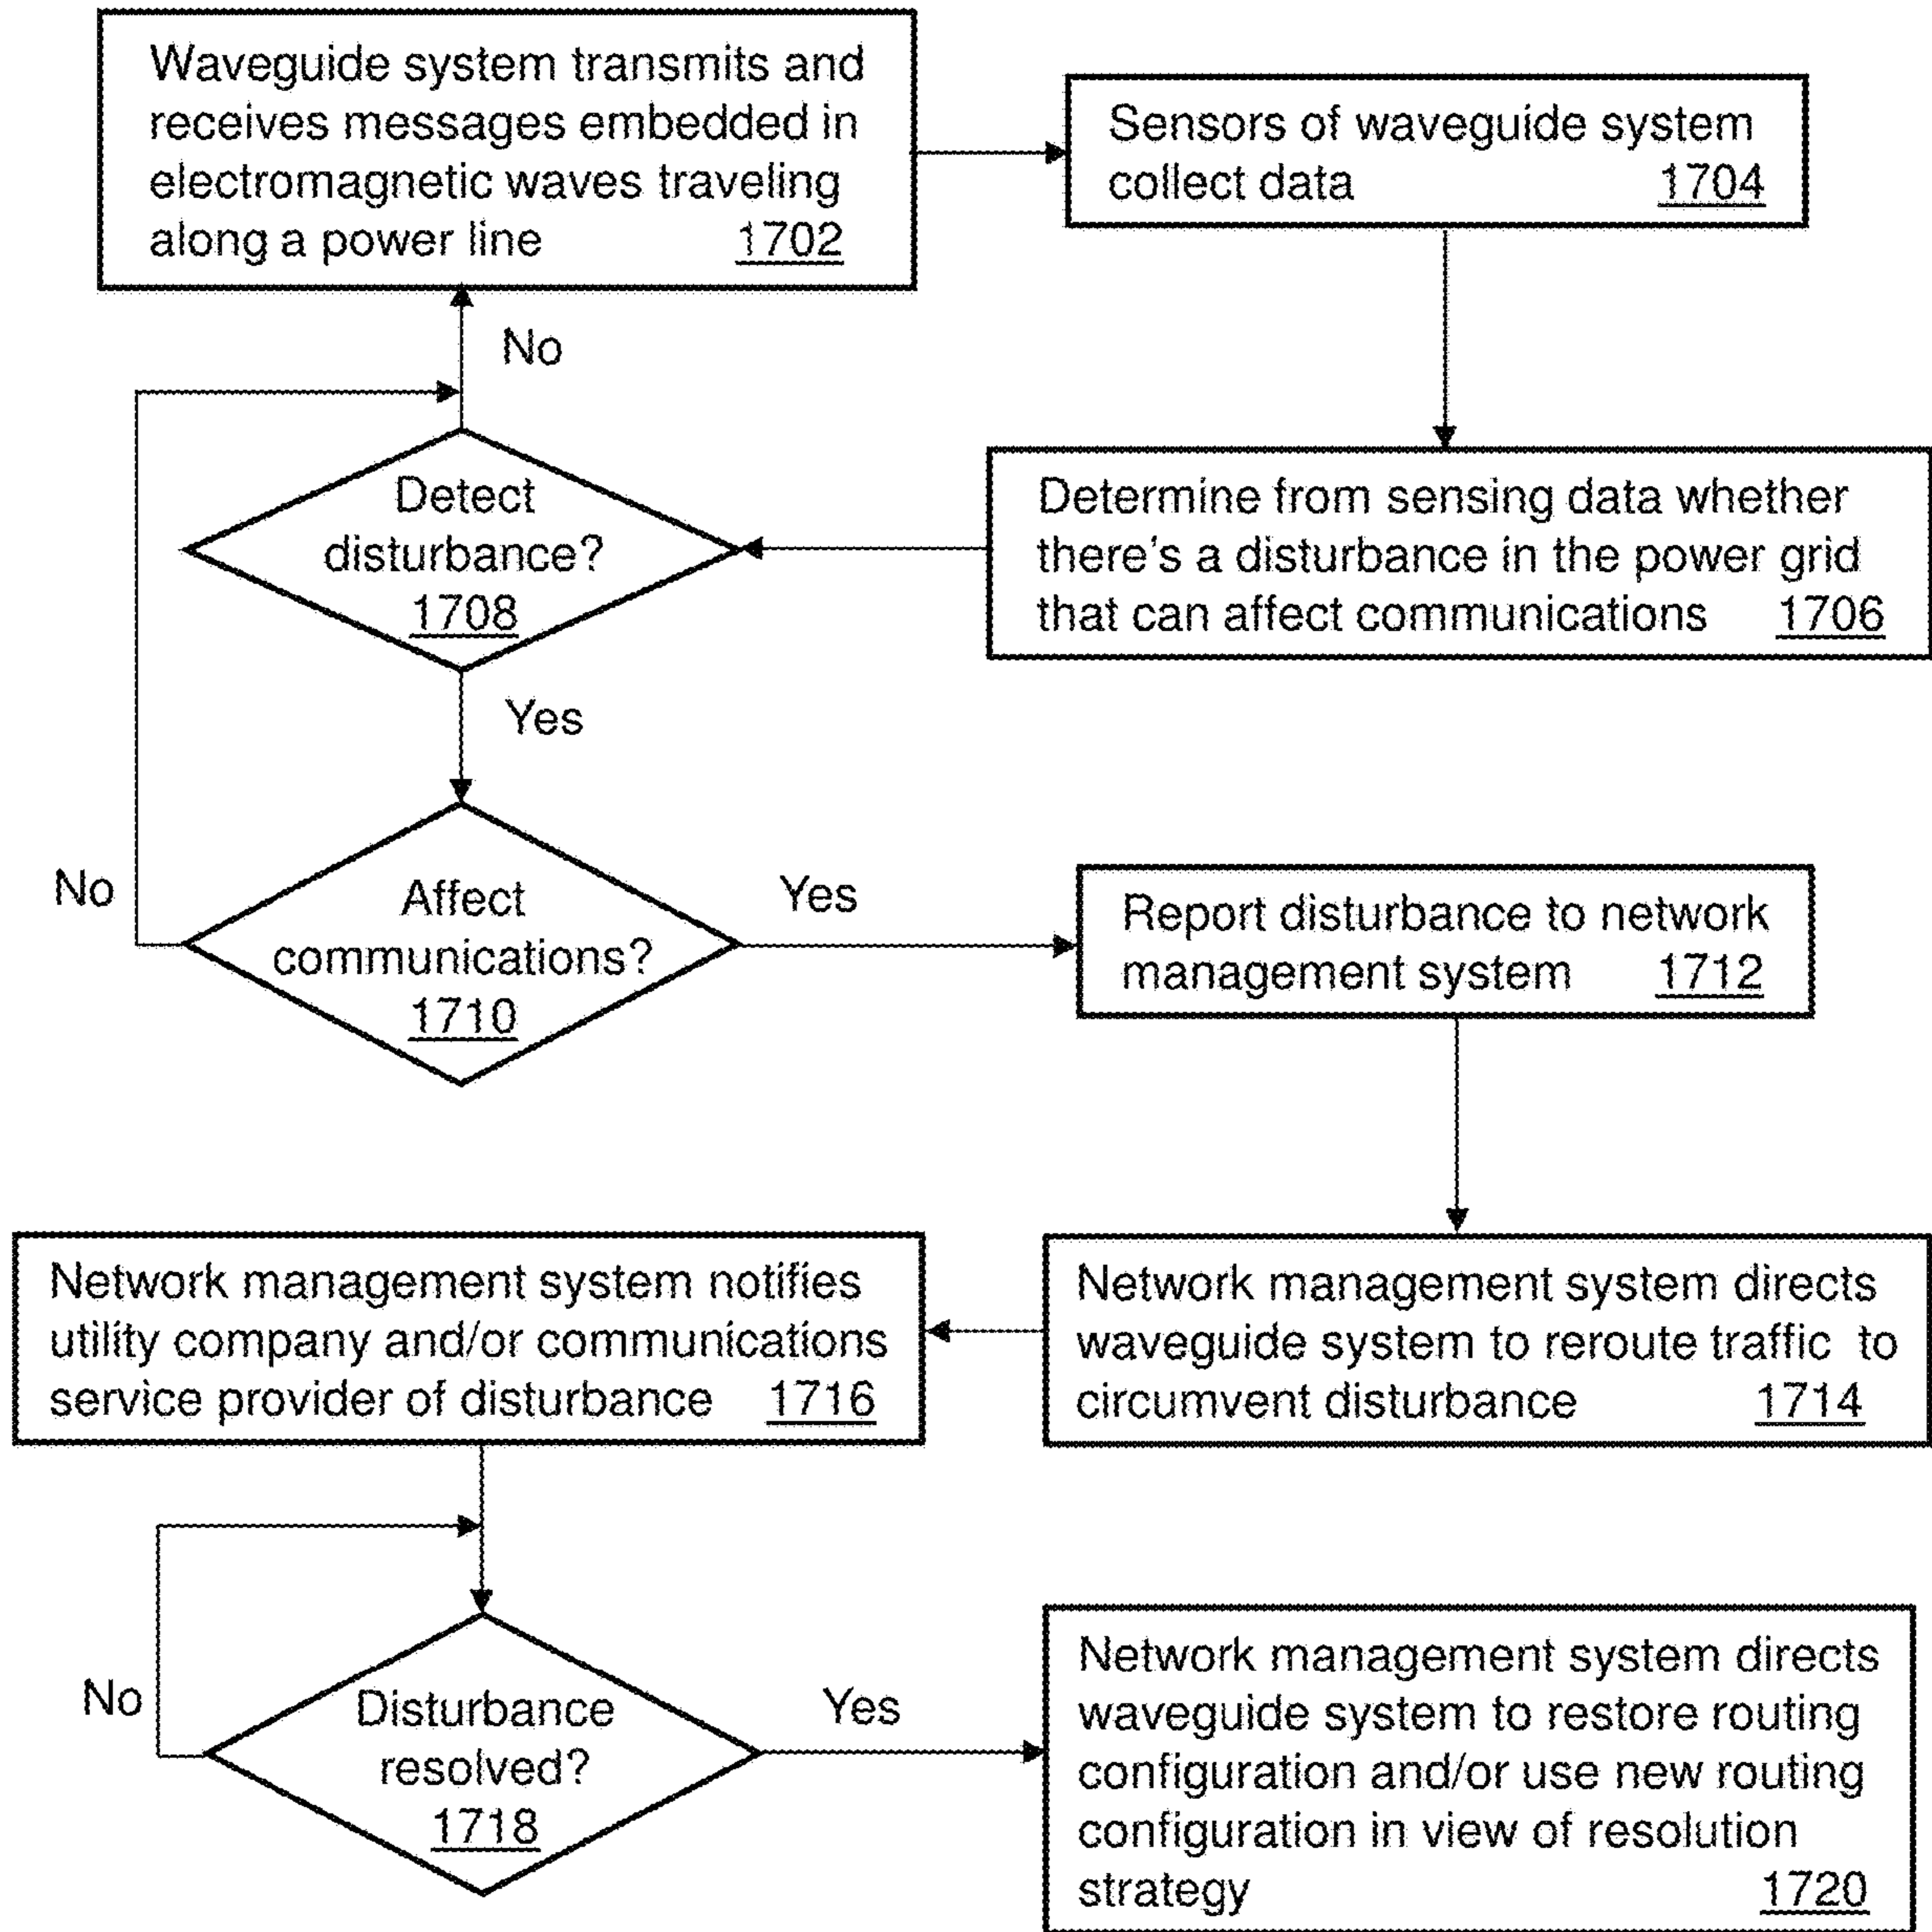 Waveguide system transmits and
receives messages embedded in
electromagnetic waves traveling
along a power line 1702
Sensors of waveguide system
collect data 1704
No
Detect
disturbance?
1708
Determine from sensing data whether
there's a disturbance in the power grid
that can affect communications 1706
Yes
No
Affect
communications?
1710
Yes
Report disturbance to network
management system 1712
Network management system notifies
utility company and/or communications
service provider of disturbance 1716
Network management system directs
waveguide system to reroute traffic to
circumvent disturbance 1714
No
Disturbance
resolved?
1718
Yes
Network management system directs
waveguide system to restore routing
configuration and/or use new routing
configuration in view of resolution
strategy 1720